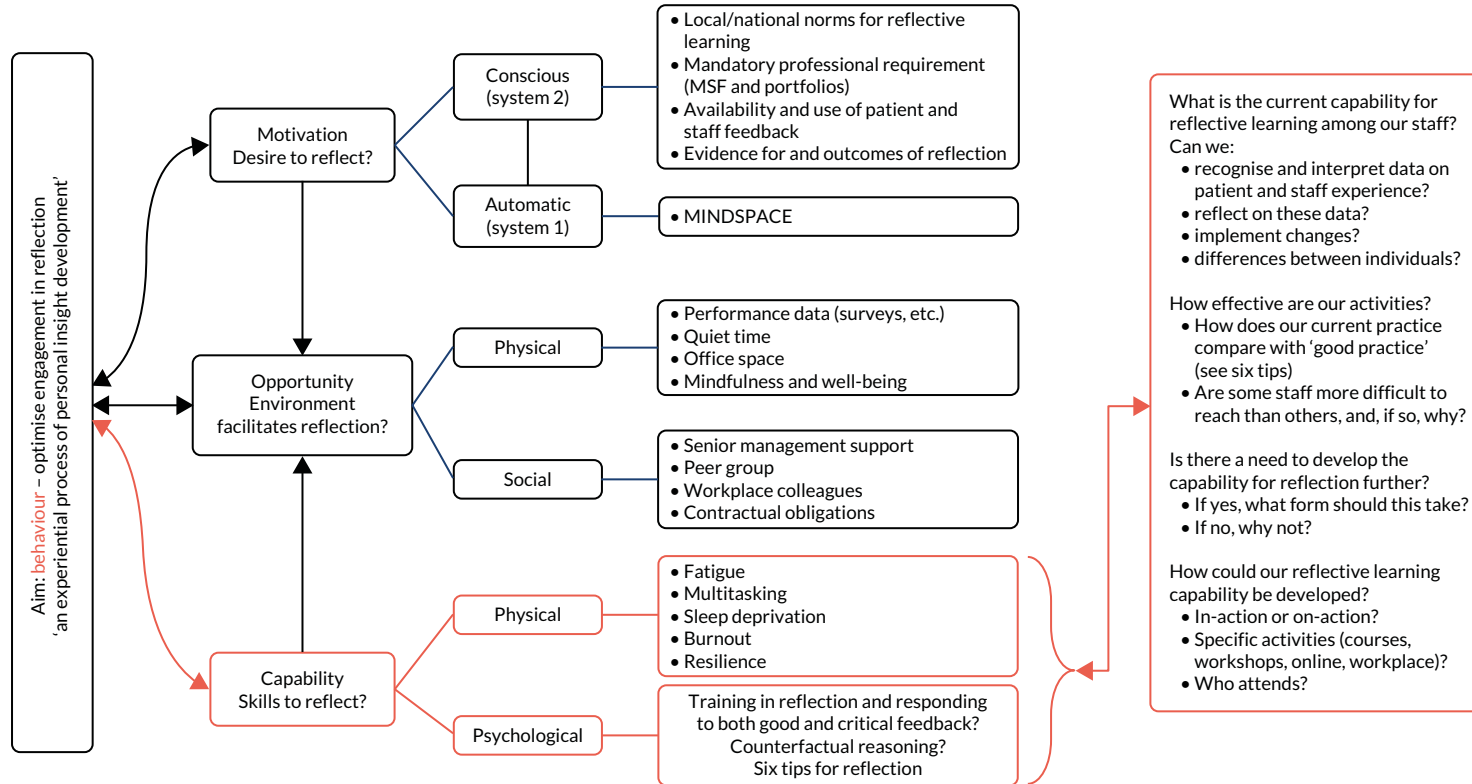 Aim: behaviour – optimise engagement in reflection
‘an experiential process of personal insight development’
Motivation
Desire to reflect?
Conscious
(system 2)
• Local/national norms for reflective
learning
• Mandatory professional requirement
(MSF and portfolios)
• Availability and use of patient and
staff feedback
• Evidence for and outcomes of reflection
Automatic
(system 1)
• MINDSPACE
Opportunity
Environment
facilitates reflection?
Physical
• Performance data (surveys, etc.)
• Quiet time
• Office space
• Mindfulness and well-being
Social
• Senior management support
• Peer group
• Workplace colleagues
• Contractual obligations
Capability
Skills to reflect?
Physical
• Fatigue
• Multitasking
• Sleep deprivation
• Burnout
• Resilience
Psychological
Training in reflection and responding
to both good and critical feedback?
Counterfactual reasoning?
Six tips for reflection
What is the current capability for
reflective learning among our staff?
Can we:
• recognise and interpret data on
patient and staff experience?
• reflect on these data?
• implement changes?
• differences between individuals?
How effective are our activities?
• How does our current practice
compare with ‘good practice’
(see six tips)
• Are some staff more difficult to
reach than others, and, if so, why?
Is there a need to develop the
capability for reflection further?
• If yes, what form should this take?
• If no, why not?
How could our reflective learning
capability be developed?
• In-action or on-action?
• Specific activities (courses,
workshops, online, workplace)?
• Who attends?